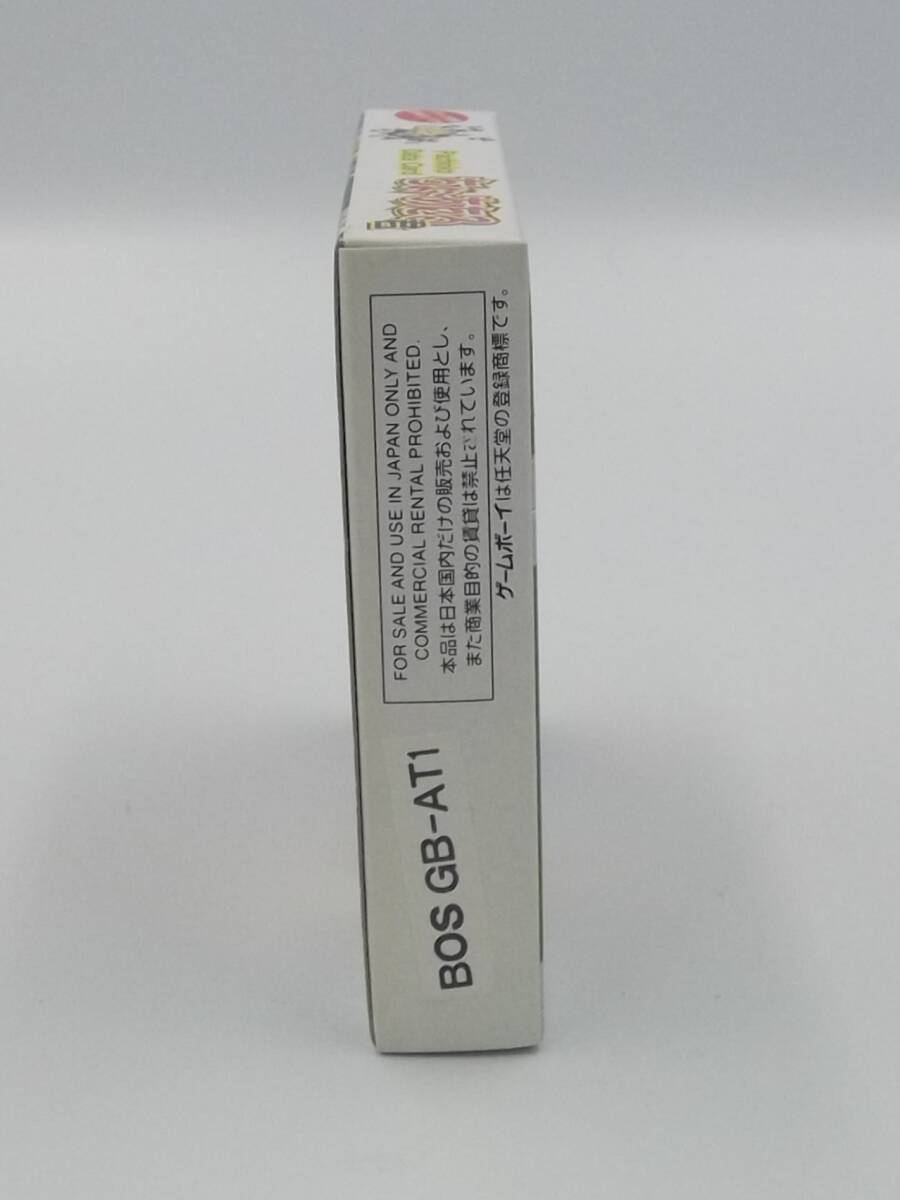 FOR SALE AND USE IN JAPAN ONLY AND
COMMERCIAL RENTAL PROHIBITED.
本品は日本国内だけの販売および使用とし、
また商業目的の賃貸は禁止されています。
ゲームボーイは任天堂の登録商標です。
BOS GB-AT1